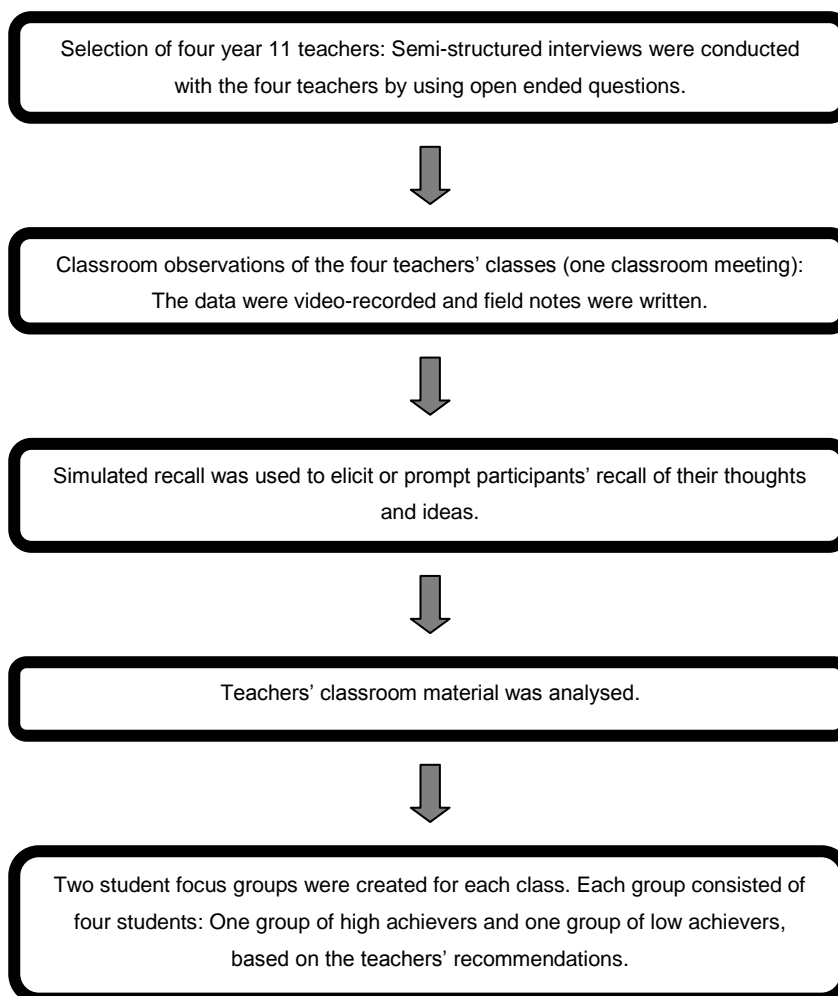 Selection of four year 11 teachers: Semi-structured interviews were conducted
with the four teachers by using open ended questions.
Classroom observations of the four teachers’ classes (one classroom meeting):
The data were video-recorded and field notes were written.
Simulated recall was used to elicit or prompt participants’ recall of their thoughts
and ideas.
Teachers’ classroom material was analysed.
Two student focus groups were created for each class. Each group consisted of
four students: One group of high achievers and one group of low achievers,
based on the teachers’ recommendations.